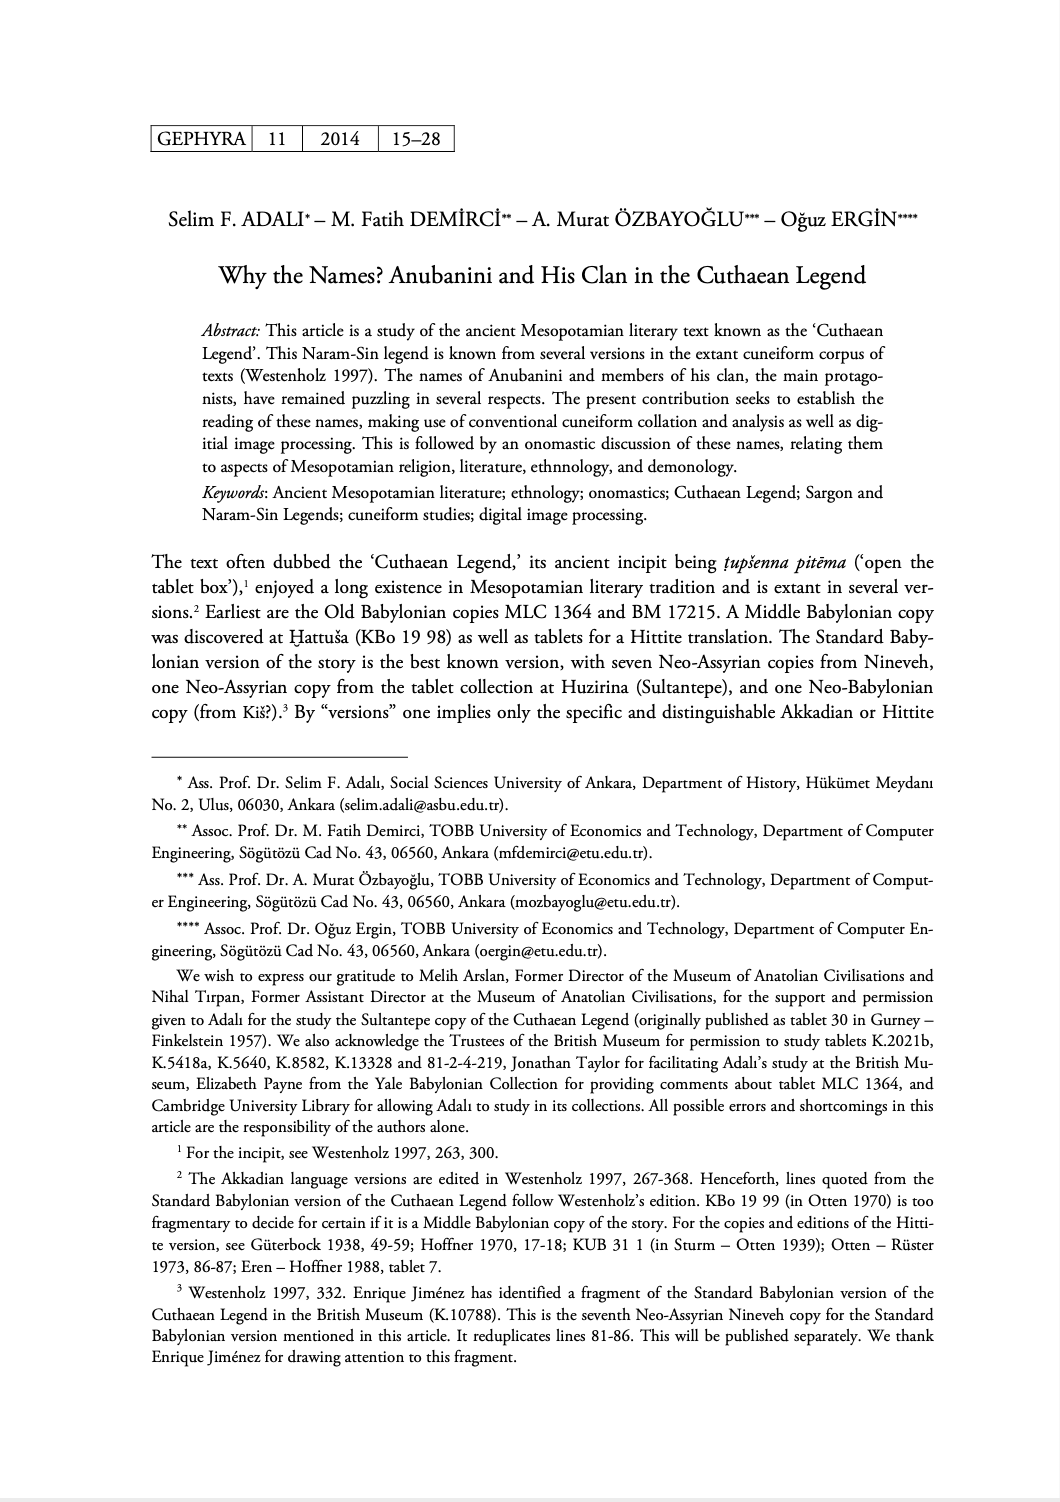 GEPHYRA 11 2014 15–28
Selim F. ADALI* – M. Fatih DEMİRCİ** – A. Murat ÖZBAYOĞLU*** – Oğuz ERGİN****
Why the Names? Anubanini and His Clan in the Cuthaean Legend
Abstract: This article is a study of the ancient Mesopotamian literary text known as the ‘Cuthaean
Legend’. This Naram-Sin legend is known from several versions in the extant cuneiform corpus of
texts (Westenholz 1997). The names of Anubanini and members of his clan, the main protago-
nists, have remained puzzling in several respects. The present contribution seeks to establish the
reading of these names, making use of conventional cuneiform collation and analysis as well as dig-
itial image processing. This is followed by an onomastic discussion of these names, relating them
to aspects of Mesopotamian religion, literature, ethnnology, and demonology.
Keywords: Ancient Mesopotamian literature; ethnology; onomastics; Cuthaean Legend; Sargon and
Naram-Sin Legends; cuneiform studies; digital image processing.
The text often dubbed the ‘Cuthaean Legend,’ its ancient incipit being ṭupšenna pitēma (‘open the
tablet box’),¹ enjoyed a long existence in Mesopotamian literary tradition and is extant in several ver-
sions.² Earliest are the Old Babylonian copies MLC 1364 and BM 17215. A Middle Babylonian copy
was discovered at Ḫattuša (KBo 19 98) as well as tablets for a Hittite translation. The Standard Baby-
lonian version of the story is the best known version, with seven Neo-Assyrian copies from Nineveh,
one Neo-Assyrian copy from the tablet collection at Huzirina (Sultantepe), and one Neo-Babylonian
copy (from Kiš?).³ By “versions” one implies only the specific and distinguishable Akkadian or Hittite
* Ass. Prof. Dr. Selim F. Adalı, Social Sciences University of Ankara, Department of History, Hükümet Meydanı
No. 2, Ulus, 06030, Ankara (selim.adali@asbu.edu.tr).
** Assoc. Prof. Dr. M. Fatih Demirci, TOBB University of Economics and Technology, Department of Computer
Engineering, Sögütözü Cad No. 43, 06560, Ankara (mfdemirci@etu.edu.tr).
*** Ass. Prof. Dr. A. Murat Özbayoğlu, TOBB University of Economics and Technology, Department of Comput-
er Engineering, Sögütözü Cad No. 43, 06560, Ankara (mozbayoglu@etu.edu.tr).
**** Assoc. Prof. Dr. Oğuz Ergin, TOBB University of Economics and Technology, Department of Computer En-
gineering, Sögütözü Cad No. 43, 06560, Ankara (oergin@etu.edu.tr).
We wish to express our gratitude to Melih Arslan, Former Director of the Museum of Anatolian Civilisations and
Nihal Tırpan, Former Assistant Director at the Museum of Anatolian Civilisations, for the support and permission
given to Adalı for the study the Sultantepe copy of the Cuthaean Legend (originally published as tablet 30 in Gurney –
Finkelstein 1957). We also acknowledge the Trustees of the British Museum for permission to study tablets K.2021b,
K.5418a, K.5640, K.8582, K.13328 and 81-2-4-219, Jonathan Taylor for facilitating Adalı’s study at the British Mu-
seum, Elizabeth Payne from the Yale Babylonian Collection for providing comments about tablet MLC 1364, and
Cambridge University Library for allowing Adalı to study in its collections. All possible errors and shortcomings in this
article are the responsibility of the authors alone.
¹ For the incipit, see Westenholz 1997, 263, 300.
² The Akkadian language versions are edited in Westenholz 1997, 267-368. Henceforth, lines quoted from the
Standard Babylonian version of the Cuthaean Legend follow Westenholz’s edition. KBo 19 99 (in Otten 1970) is too
fragmentary to decide for certain if it is a Middle Babylonian copy of the story. For the copies and editions of the Hitti-
te version, see Güterbock 1938, 49-59; Hoffner 1970, 17-18; KUB 31 1 (in Sturm – Otten 1939); Otten – Rüster
1973, 86-87; Eren – Hoffner 1988, tablet 7.
³ Westenholz 1997, 332. Enrique Jiménez has identified a fragment of the Standard Babylonian version of the
Cuthaean Legend in the British Museum (K.10788). This is the seventh Neo-Assyrian Nineveh copy for the Standard
Babylonian version mentioned in this article. It reduplicates lines 81-86. This will be published separately. We thank
Enrique Jiménez for drawing attention to this fragment.